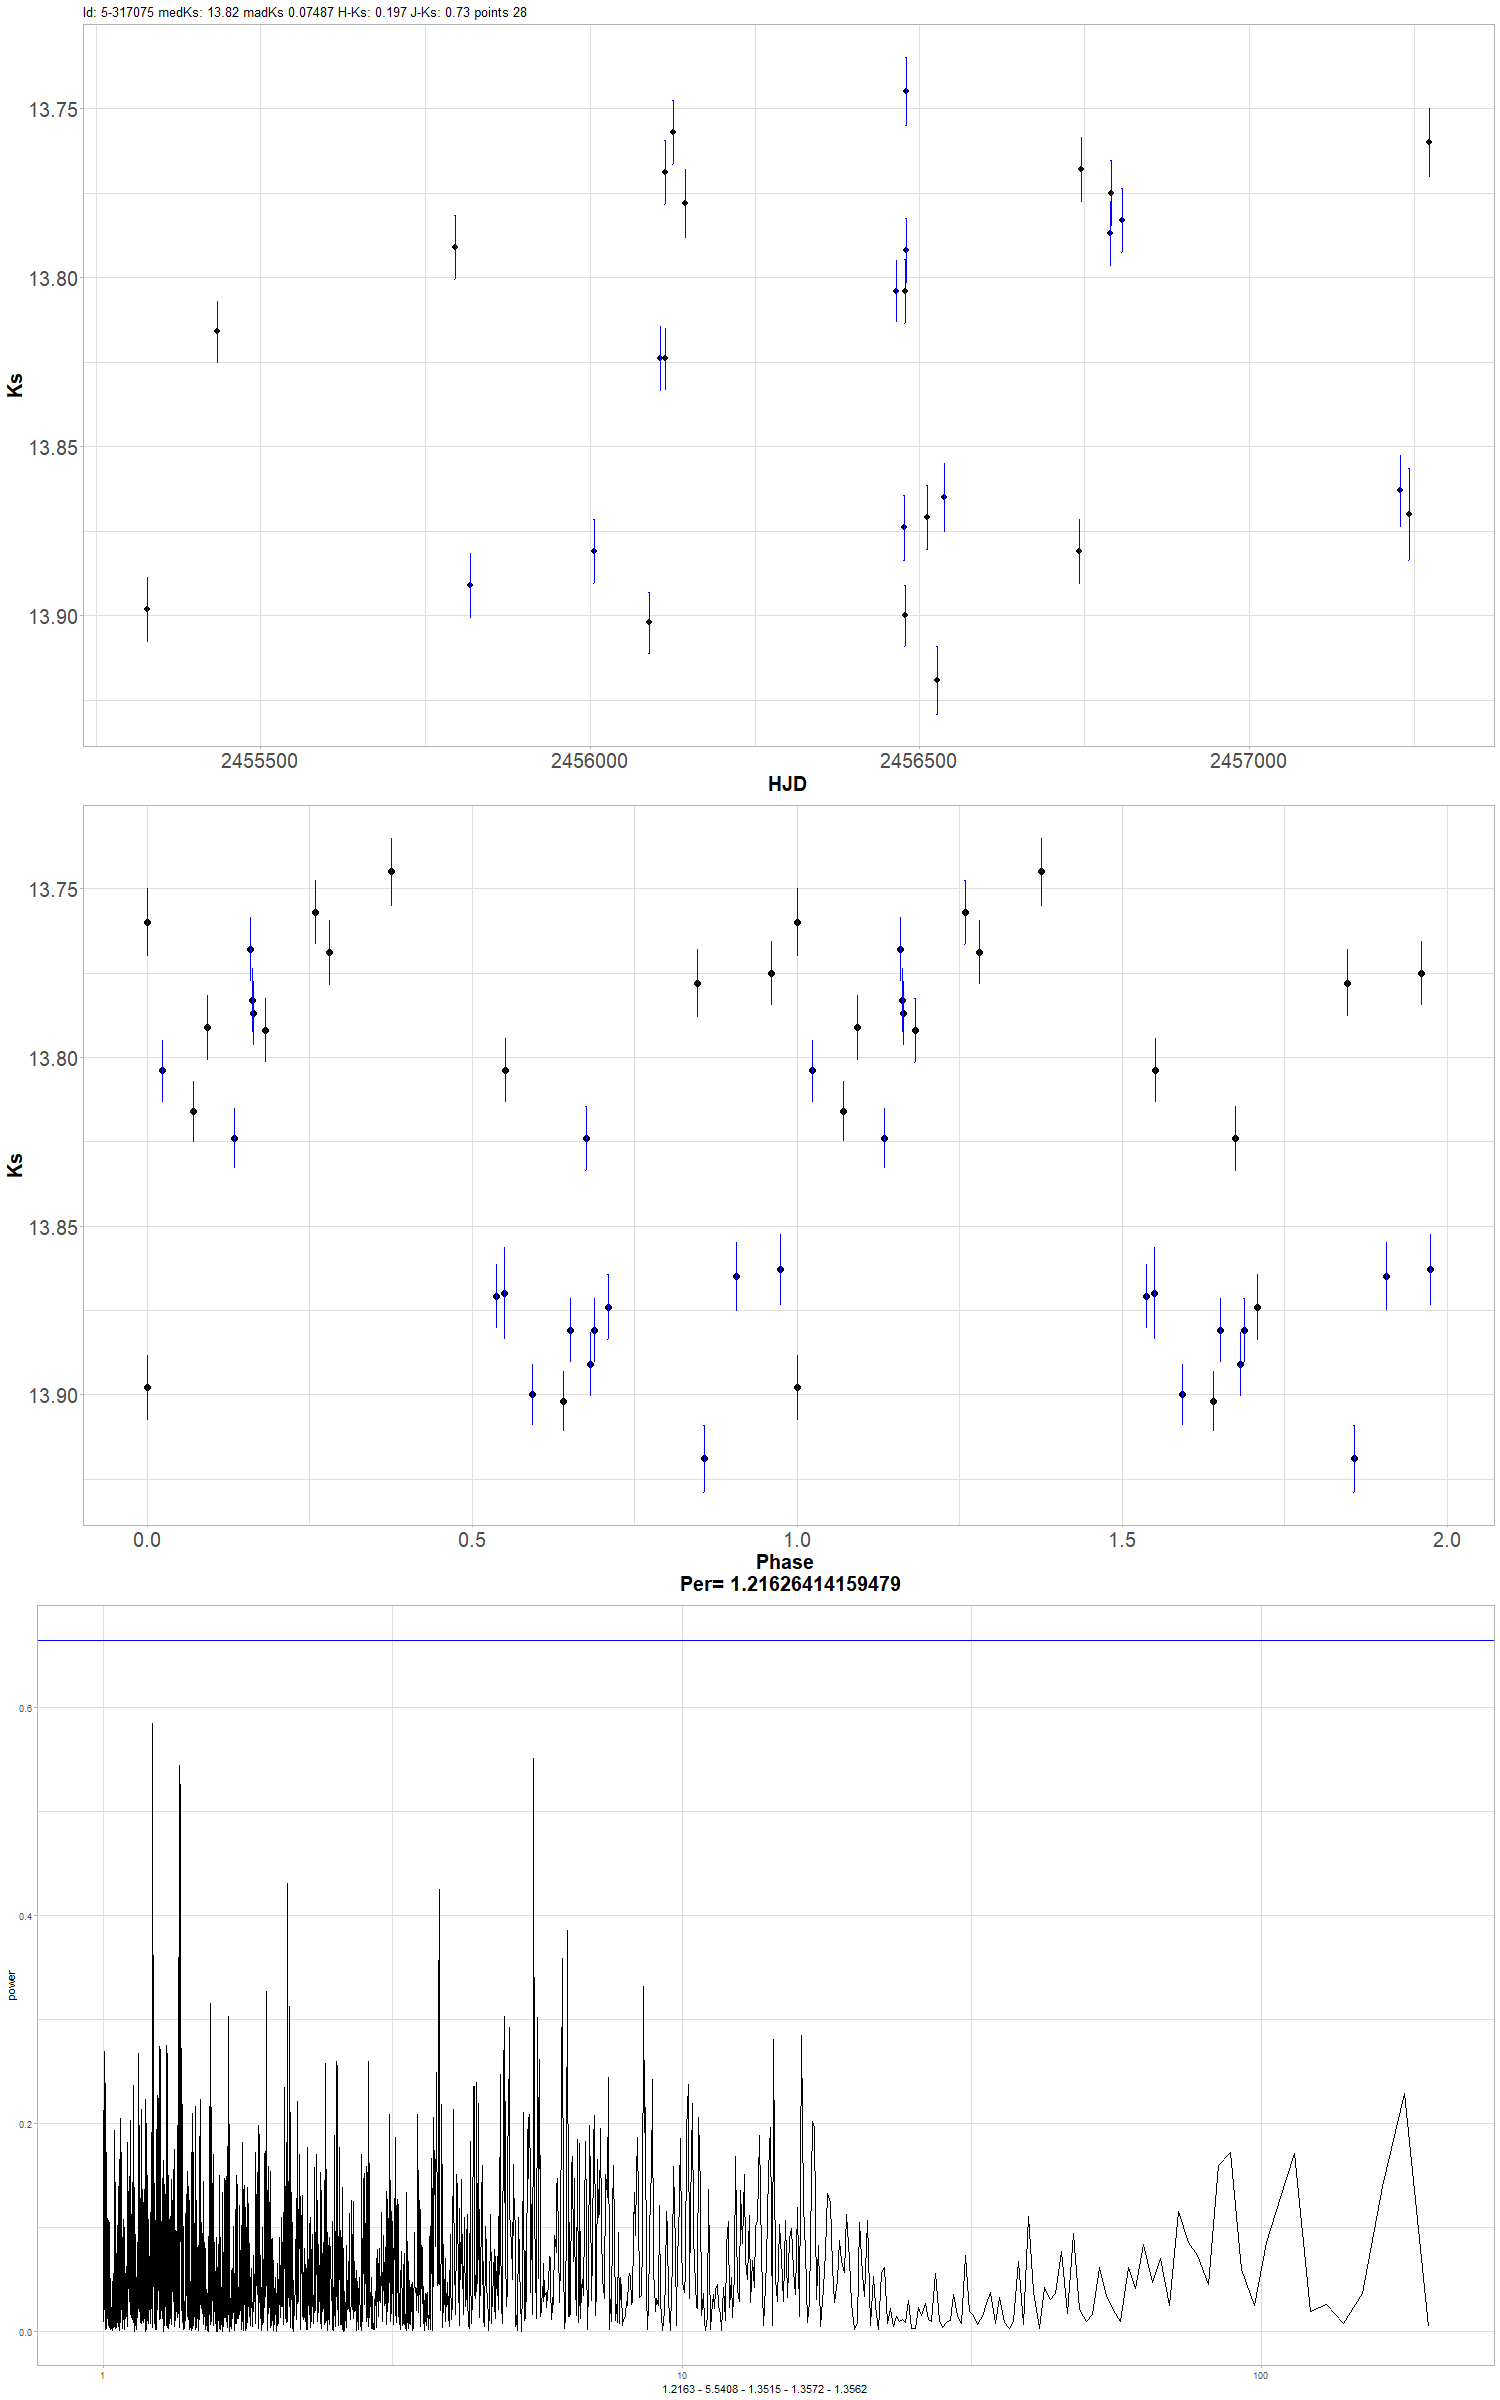 Id: 5-317075 medKs: 13.82 madKs 0.07487 H-Ks: 0.197 J-Ks: 0.73 points 28
13.75
13.80
13.85
13.90
Ks
2455500 2456000 2456500 2457000
HJD
13.75
13.80
13.85
13.90
Ks
0.0 0.5 1.0 1.5 2.0
Phase
Per= 1.21626414159479
0.6
0.4
0.2
0.0
power
1 10 100
1.2163 - 5.5408 - 1.3515 - 1.3572 - 1.3562